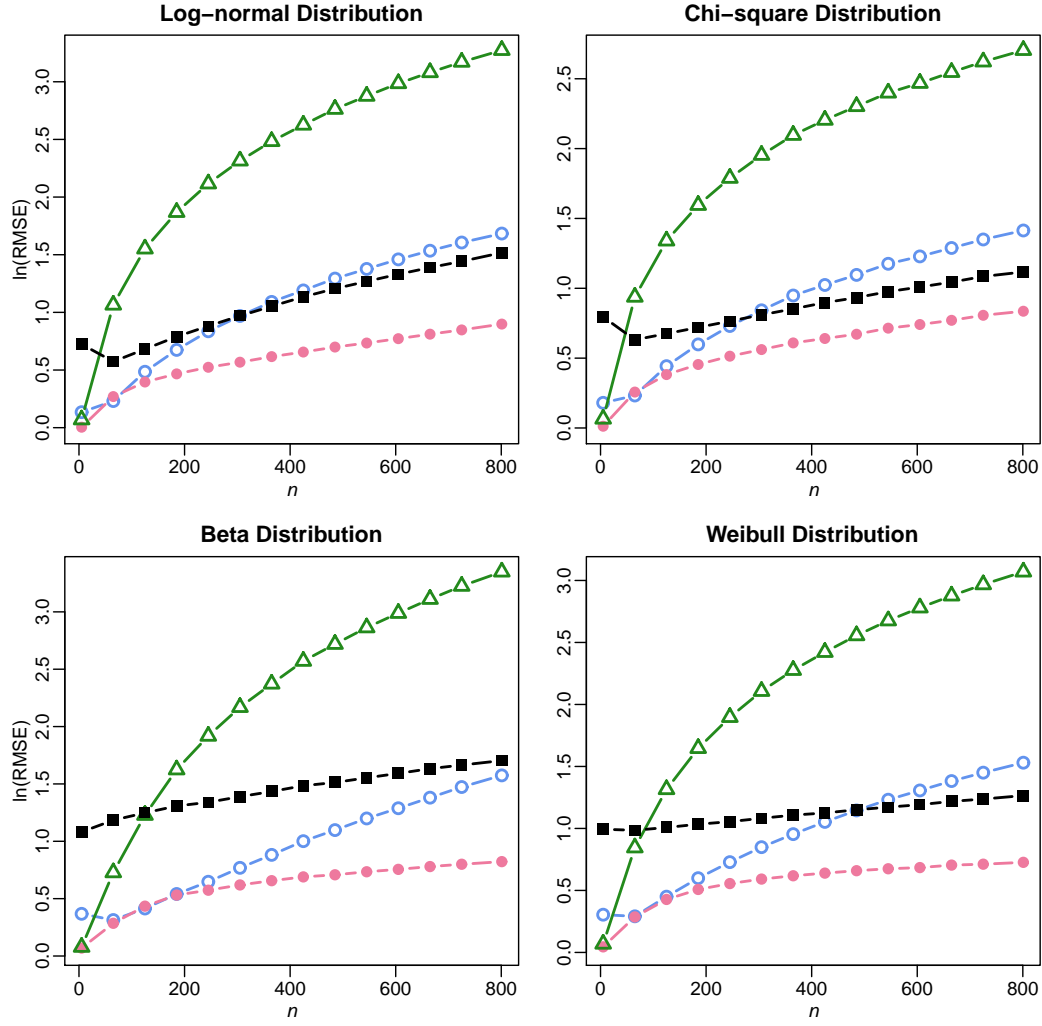 Log−normal Distribution
ln(RMSE)
0.0 0.5 1.0 1.5 2.0 2.5 3.0
0 200 400 600 800
n
Chi−square Distribution
0.0 0.5 1.0 1.5 2.0 2.5
0 200 400 600 800
n
Beta Distribution
ln(RMSE)
0.0 0.5 1.0 1.5 2.0 2.5 3.0
0 200 400 600 800
n
Weibull Distribution
0.0 0.5 1.0 1.5 2.0 2.5 3.0
0 200 400 600 800
n